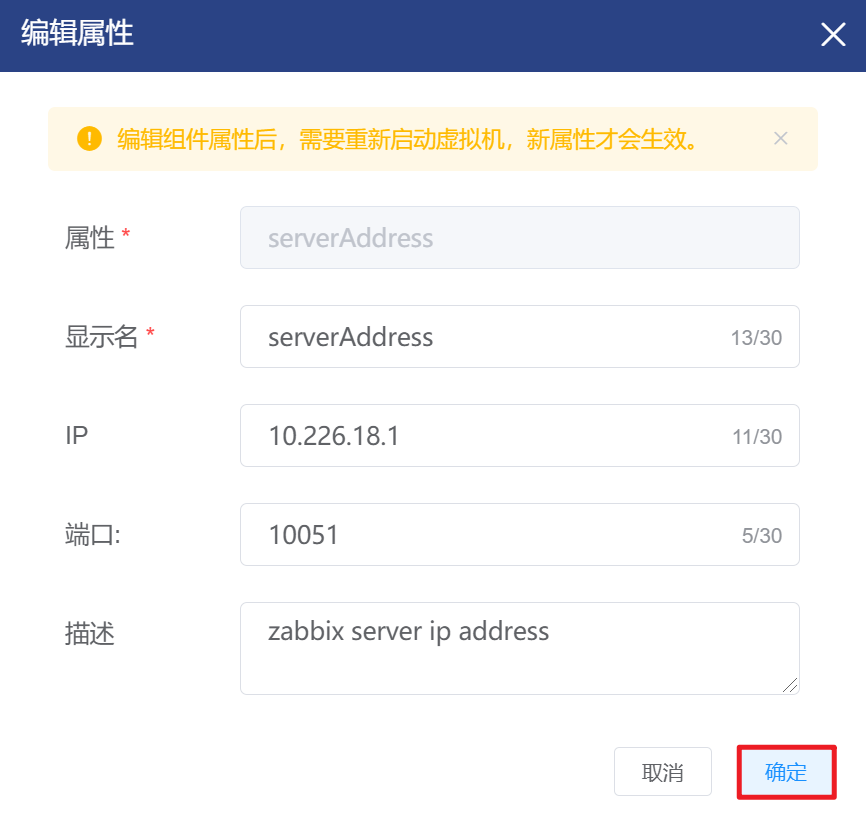 编辑属性
编辑组件属性后，需要重新启动虚拟机，新属性才会生效。
属性 * serverAddress
显示名 * serverAddress 13/30
IP 10.226.18.1 11/30
端口: 10051 5/30
描述 zabbix server ip address
取消 确定